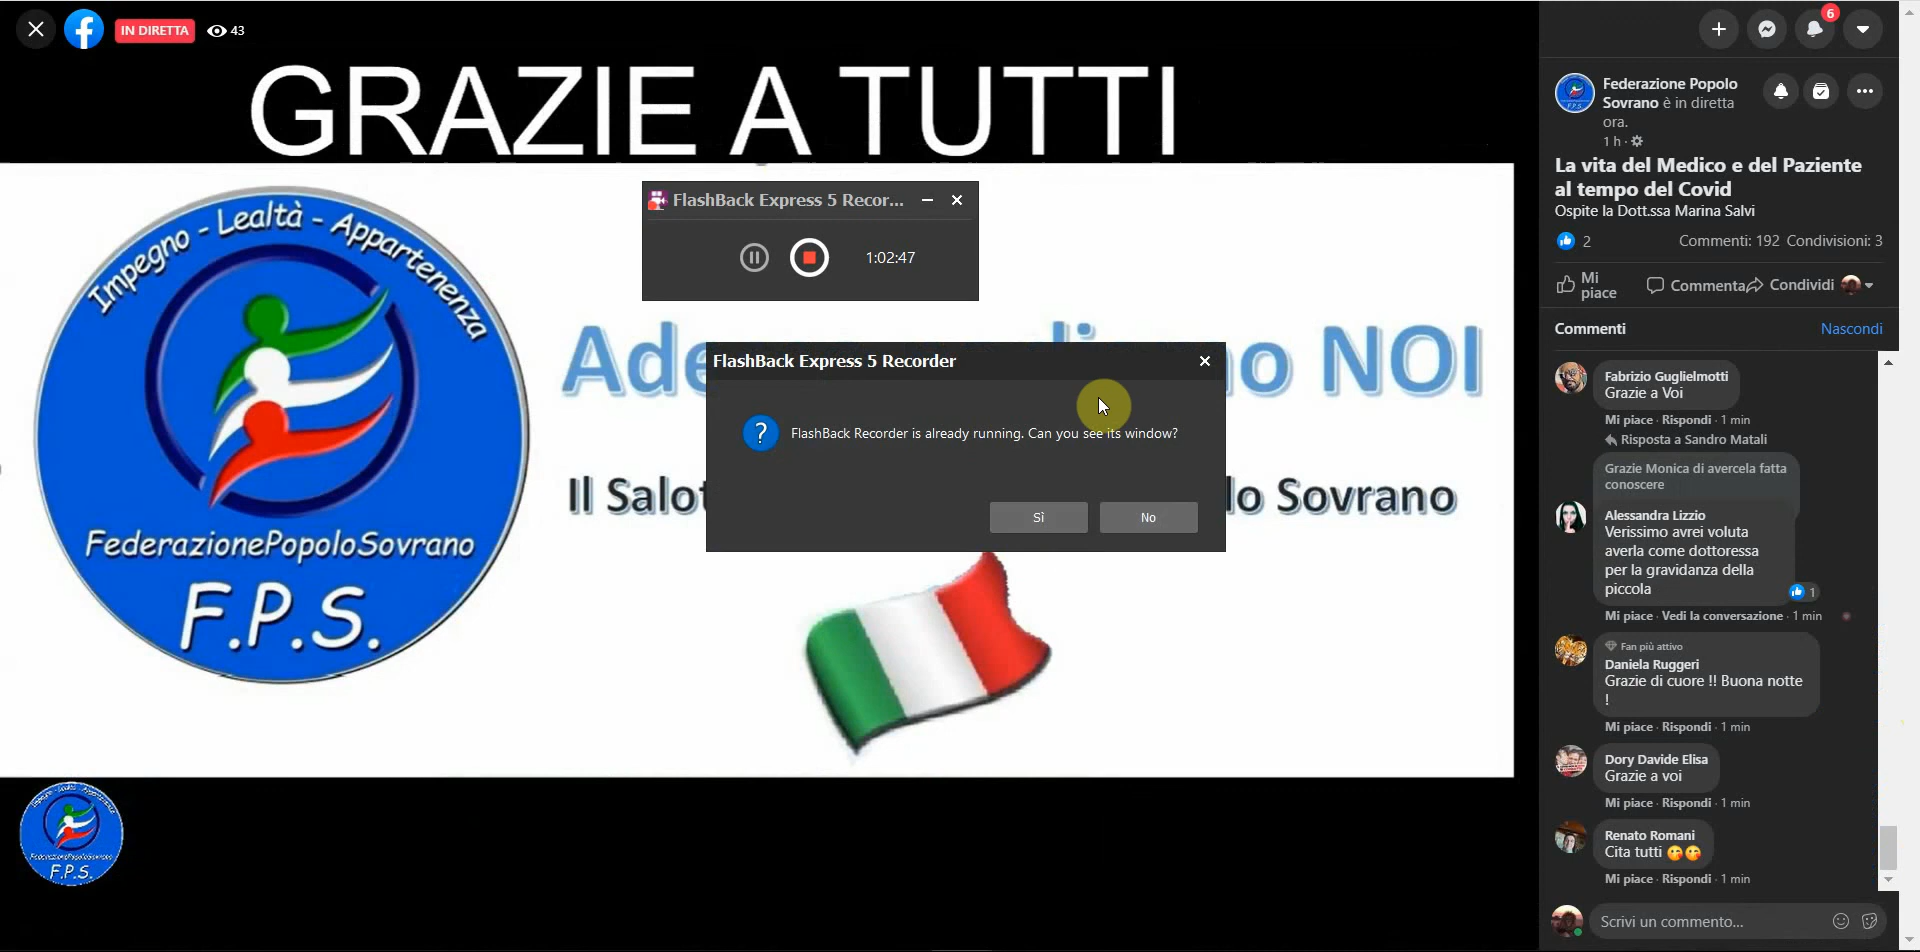 IN DIRETTA
43
GRAZIE A TUTTI
Impegno - Lealtà - Appartenenza
FederazionePopoloSovrano
F.P.S.
FlashBack Express 5 Recor...
1:02:47
NOI
Il
Sovrano
FlashBack Express 5 Recorder
?
FlashBack Recorder is already running. Can you see its window?
Sì
No
FederazionePopoloSovrano
F.P.S.
6
Federazione Popolo
Sovrano è in diretta
ora.
1 h ·
La vita del Medico e del Paziente
al tempo del Covid
Ospite la Dott.ssa Marina Salvi
2
Commenti: 192 Condivisioni: 3
Mi
piace
Commenta
Condividi
Commenti
Nascondi
Fabrizio Guglielmotti
Grazie a Voi
Mi piace · Rispondi · 1 min
Risposta a Sandro Matali
Grazie Monica di avercela fatta
conoscere
Alessandra Lizzio
Verissimo avrei voluta
averla come dottoressa
per la gravidanza della
piccola
1
Mi piace · Vedi la conversazione · 1 min
Fan più attivo
Daniela Ruggeri
Grazie di cuore !! Buona notte
!
Mi piace · Rispondi · 1 min
Dory Davide Elisa
Grazie a voi
Mi piace · Rispondi · 1 min
Renato Romani
Cita tutti 😋😋
Mi piace · Rispondi · 1 min
Scrivi un commento...